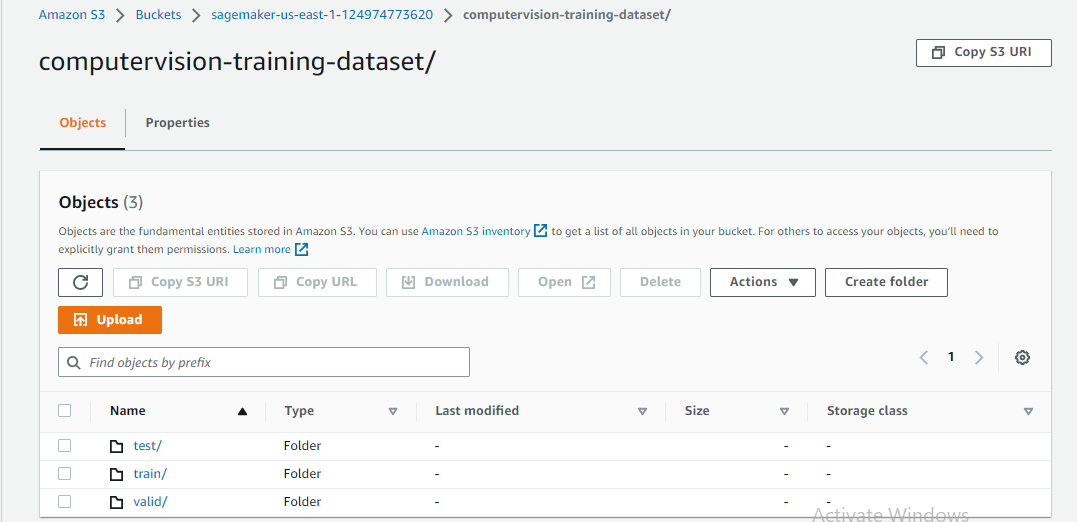 Amazon S3 > Buckets > sagemaker-us-east-1-124974773620 > computervision-training-dataset/
computervision-training-dataset/
Copy S3 URI
Objects Properties
Objects (3)
Objects are the fundamental entities stored in Amazon S3. You can use Amazon S3 inventory to get a list of all objects in your bucket. For others to access your objects, you'll need to
explicitly grant them permissions. Learn more
Copy S3 URI Copy URL Download Open Delete Actions Create folder
Upload
Find objects by prefix
1
Name Type Last modified Size Storage class
test/ Folder - - -
train/ Folder - - -
valid/ Folder - - -
Activate Windows